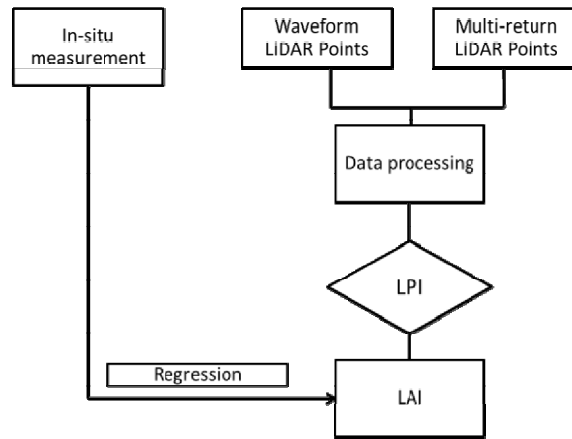 In-situ
measurement
Waveform
LiDAR Points
Multi-return
LiDAR Points
Data processing
LPI
Regression
LAI